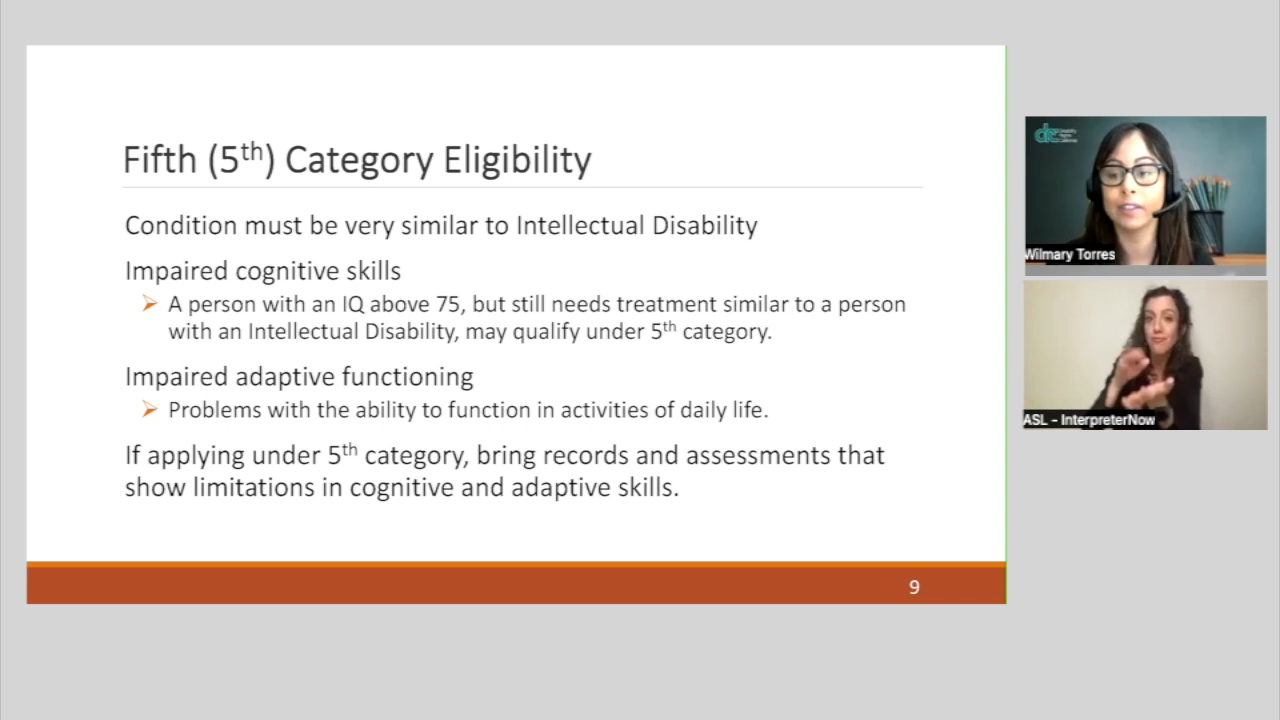 Fifth (5th) Category Eligibility
Condition must be very similar to Intellectual Disability
Impaired cognitive skills
A person with an IQ above 75, but still needs treatment similar to a person
with an Intellectual Disability, may qualify under 5th category.
Impaired adaptive functioning
Problems with the ability to function in activities of daily life.
If applying under 5th category, bring records and assessments that
show limitations in cognitive and adaptive skills.
9
Disability
Rights
California
Wilmary Torres
ASL - InterpreterNow